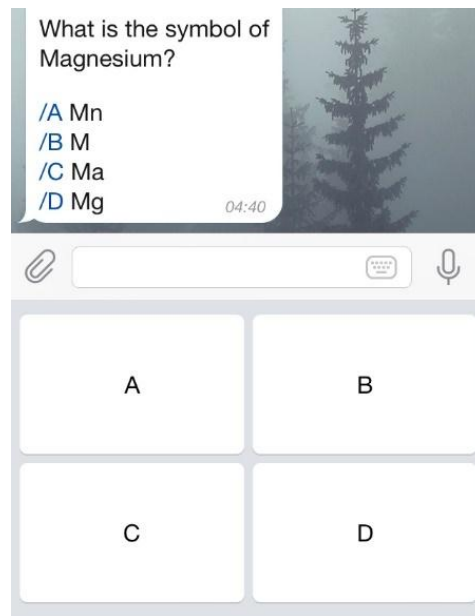 What is the symbol of
Magnesium?
/A Mn
/B M
/C Ma
/D Mg
04:40
A
B
C
D